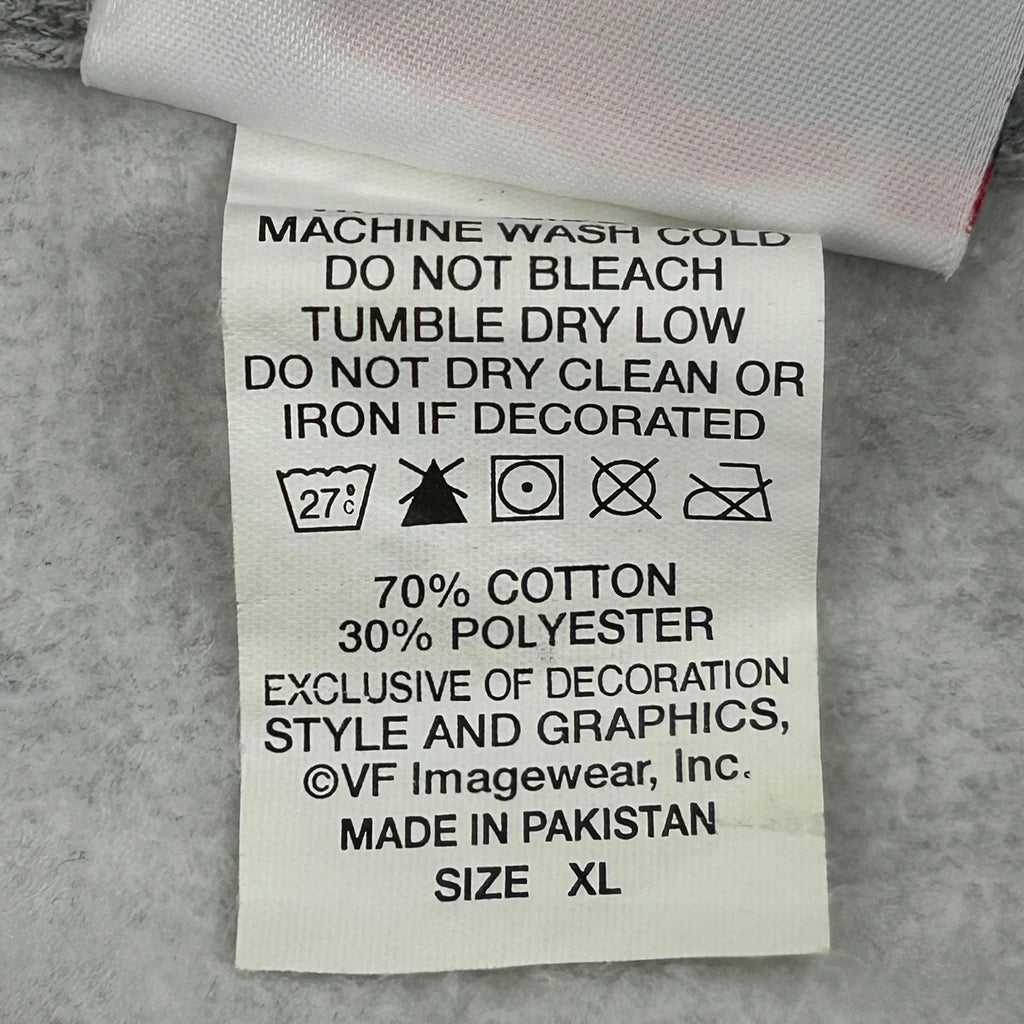 MACHINE WASH COLD
DO NOT BLEACH
TUMBLE DRY LOW
DO NOT DRY CLEAN OR
IRON IF DECORATED
27°C
70% COTTON
30% POLYESTER
EXCLUSIVE OF DECORATION
STYLE AND GRAPHICS,
©VF Imagewear, Inc.
MADE IN PAKISTAN
SIZE XL